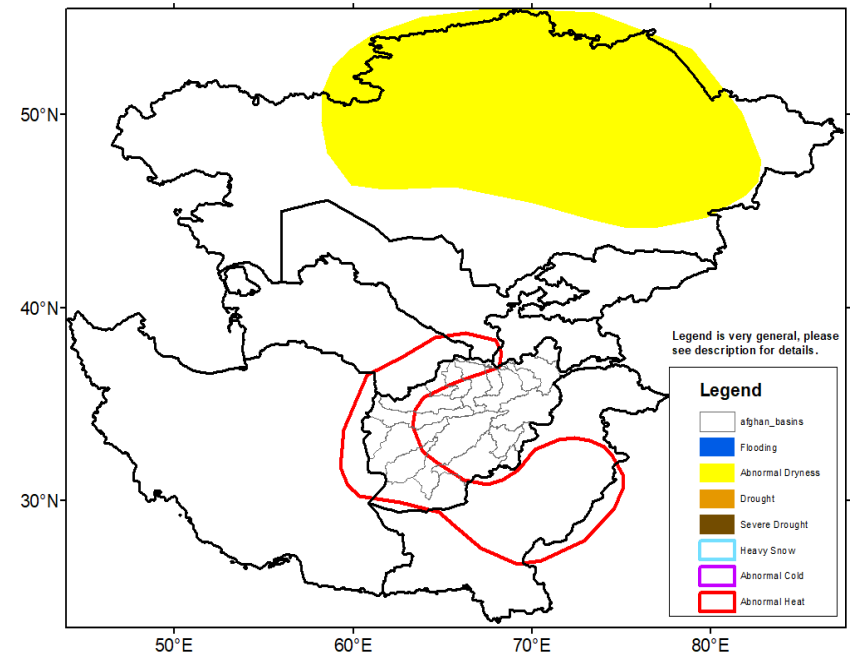 50°N
40°N
30°N
50°E
60°E
70°E
80°E
Legend is very general, please
see description for details.
Legend
afghan_basins
Flooding
Abnormal Dryness
Drought
Severe Drought
Heavy Snow
Abnormal Cold
Abnormal Heat